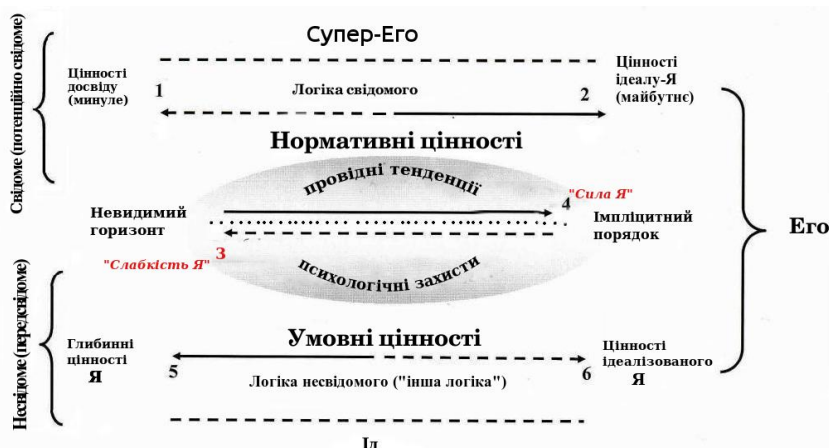 Супер-Его
Свідоме (потенційно свідоме)
Цінності
досвіду
(минуле)
1
Логіка свідомого
2
Цінності
ідеалу-Я
(майбутнє)
Нормативні цінності
провідні тенденції
"Сила Я"
4
Невидимий
горизонт
Імпліцитний
порядок
Его
3
"Слабкість Я"
психологічні захисти
Несвідоме (передсвідоме)
Умовні цінності
Глибинні
цінності
Я
5
6
Цінності
ідеалізованого
Я
Логіка несвідомого ("інша логіка")
Ід